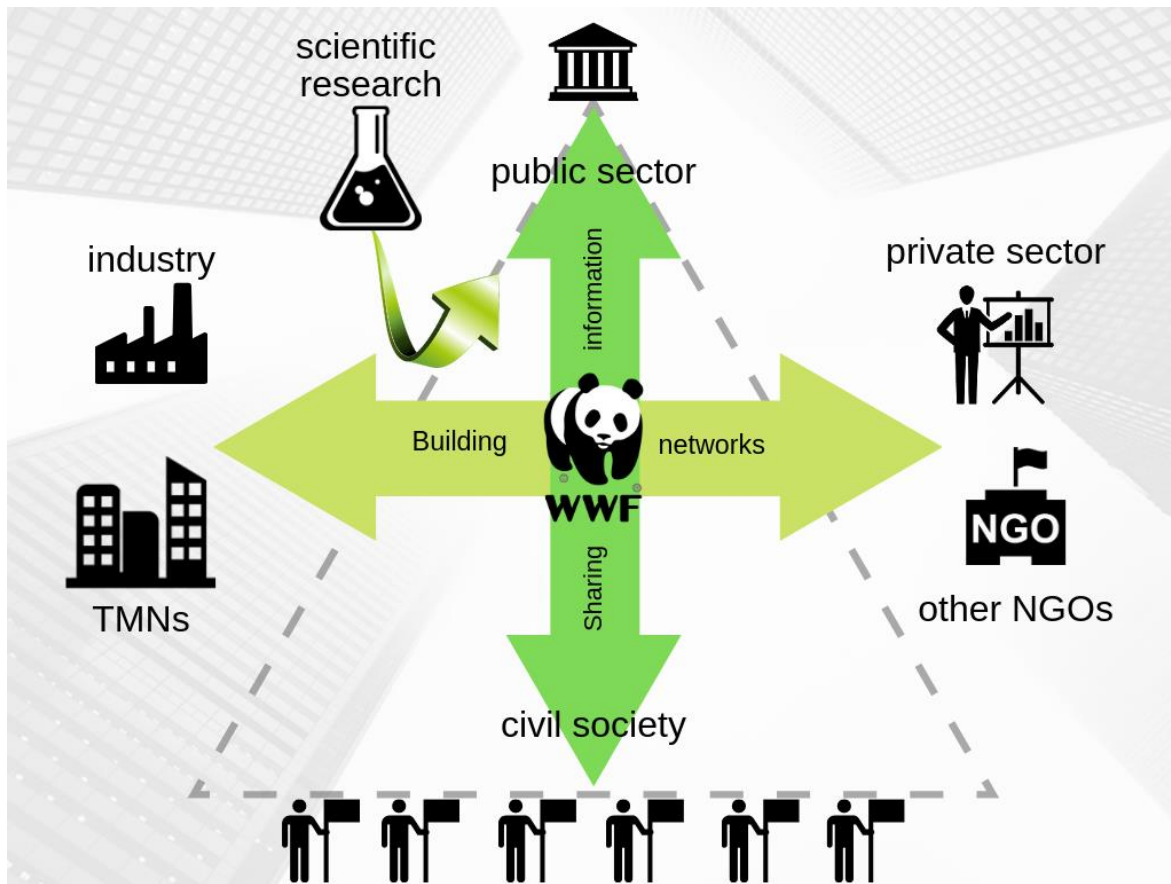 scientific
research
public sector
industry
private sector
information
Building
networks
WWF
NGO
Sharing
TMNs
other NGOs
civil society